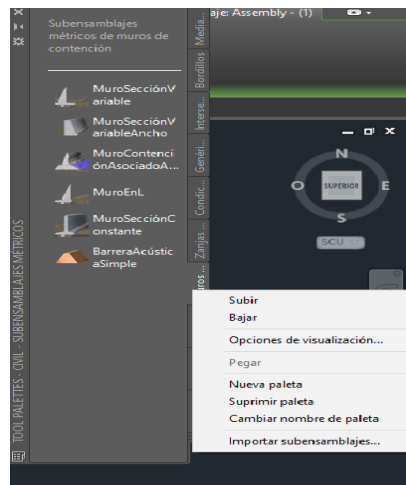 aje: Assembly - (1)
Subensamblajes
métricos de muros de
contención
MuroSecciónV
ariable
MuroSecciónV
ariableAncho
MuroContenci
ónAsociadoA...
MuroEnL
MuroSecciónC
onstante
BarreraAcústic
aSimple
Media...
Bordillos
Interse...
Genéri...
Condic...
Zanjas...
uros...
TOOL PALETTES - CIVIL - SUBENSAMBLAJES MÉTRICOS
N
O
SUPERIOR
E
S
SCU
Subir
Bajar
Opciones de visualización...
Pegar
Nueva paleta
Suprimir paleta
Cambiar nombre de paleta
Importar subensamblajes...